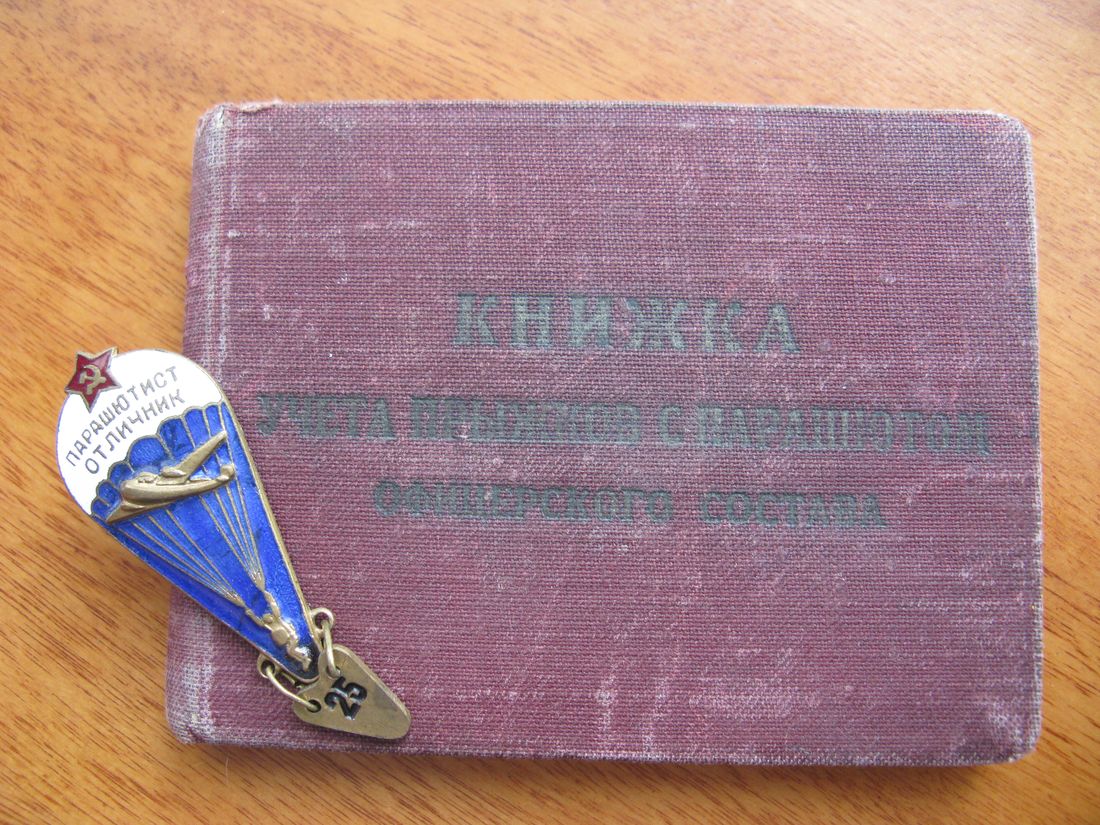 КНИЖКА
УЧЕТА ПРЫЖКОВ С ПАРАШЮТОМ
ОФИЦЕРСКОГО СОСТАВА
ПАРАШЮТИСТ
ОТЛИЧНИК
25